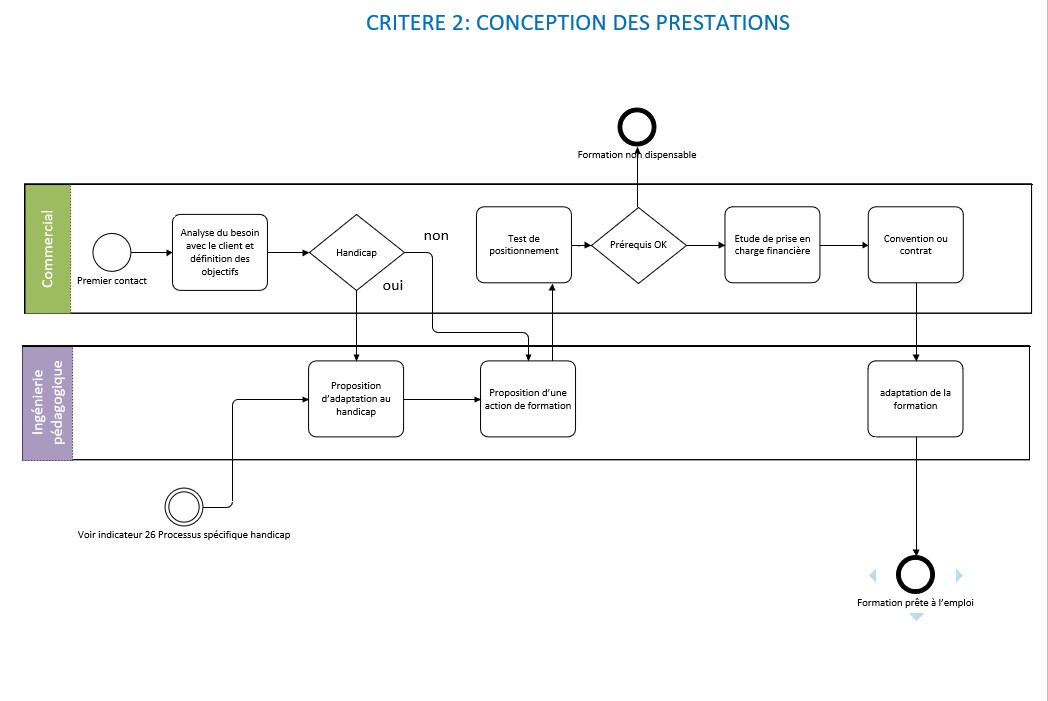 CRITERE 2: CONCEPTION DES PRESTATIONS
Formation non dispensable
Commercial
Premier contact
Analyse du besoin
avec le client et
définition des
objectifs
Handicap
non
oui
Test de
positionnement
Prérequis OK
Etude de prise en
charge financière
Convention ou
contrat
Ingénierie
pédagogique
Proposition
d'adaptation au
handicap
Proposition d'une
action de formation
adaptation de la
formation
Voir indicateur 26 Processus spécifique handicap
Formation prête à l'emploi